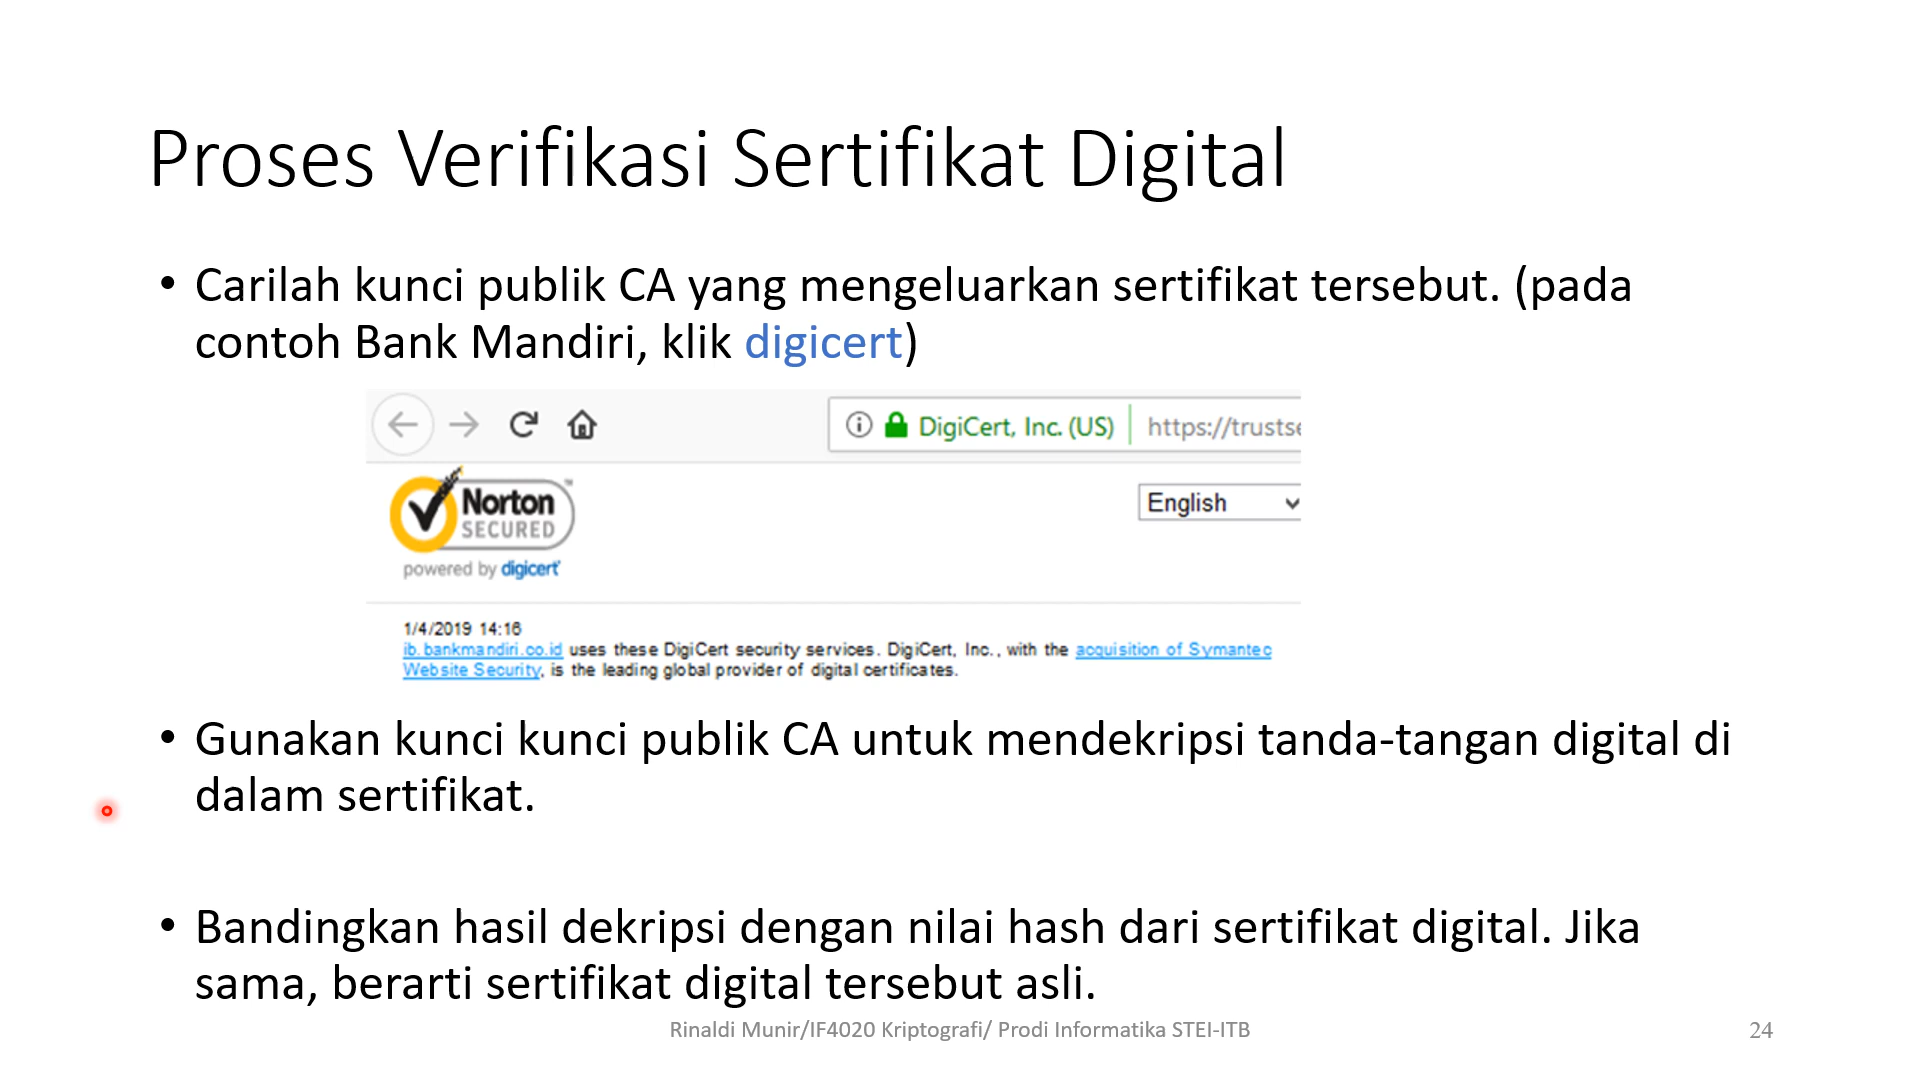 Proses Verifikasi Sertifikat Digital
• Carilah kunci publik CA yang mengeluarkan sertifikat tersebut. (pada
contoh Bank Mandiri, klik digicert)
DigiCert, Inc. (US) https://trustse
Norton
SECURED
powered by digicert
English
1/4/2019 14:16
ib.bankmandiri.co.id uses these DigiCert security services. DigiCert, Inc., with the acquisition of Symantec
Website Security, is the leading global provider of digital certificates.
• Gunakan kunci kunci publik CA untuk mendekripsi tanda-tangan digital di
dalam sertifikat.
• Bandingkan hasil dekripsi dengan nilai hash dari sertifikat digital. Jika
sama, berarti sertifikat digital tersebut asli.
Rinaldi Munir/IF4020 Kriptografi/ Prodi Informatika STEI-ITB
24